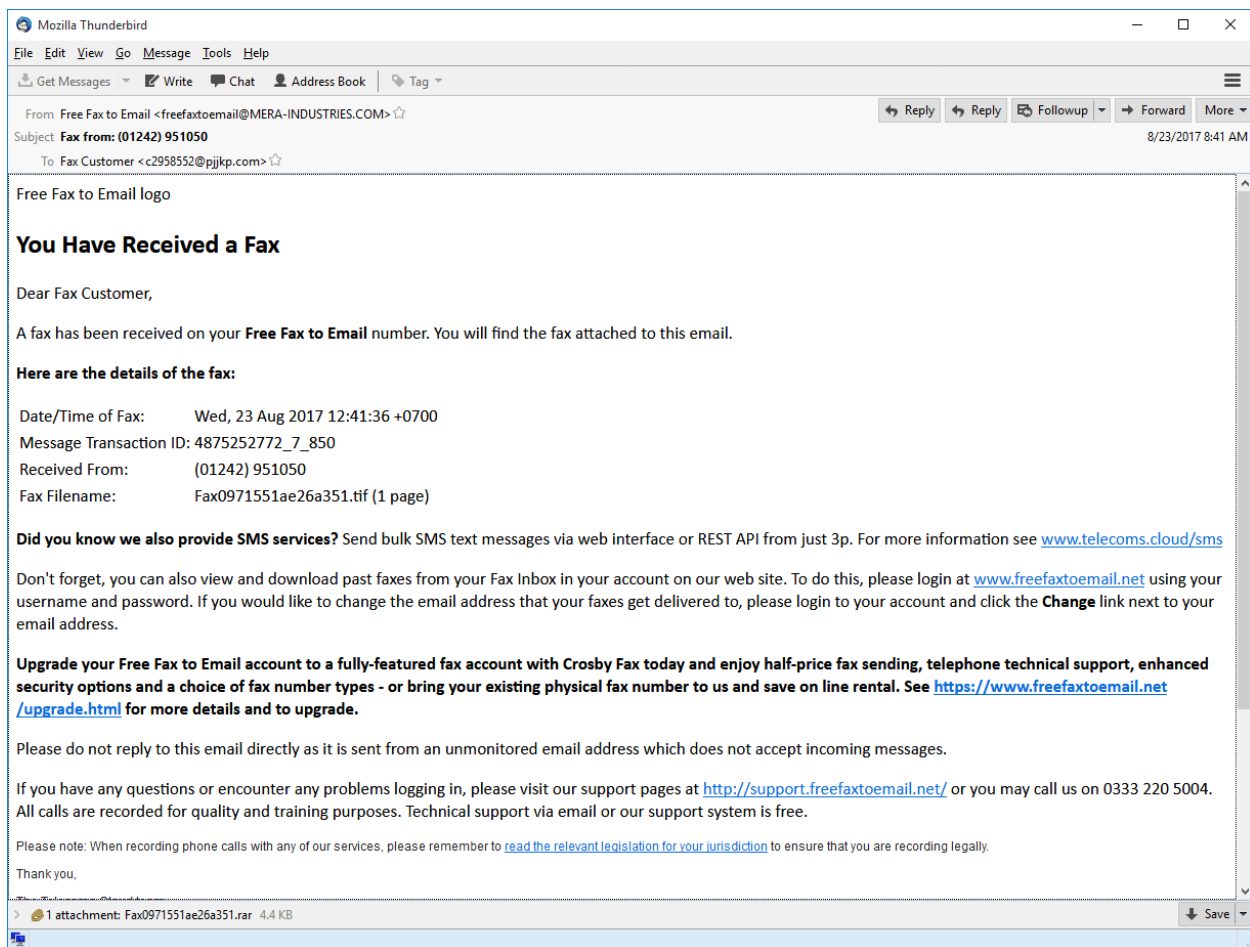 Mozilla Thunderbird
File Edit View Go Message Tools Help
Get Messages Write Chat Address Book Tag
From Free Fax to Email <freefaxtoemail@MERA-INDUSTRIES.COM> Reply Reply Followup Forward More
Subject Fax from: (01242) 951050 8/23/2017 8:41 AM
To Fax Customer <c2958552@pjjkp.com>
Free Fax to Email logo
You Have Received a Fax
Dear Fax Customer,
A fax has been received on your Free Fax to Email number. You will find the fax attached to this email.
Here are the details of the fax:
Date/Time of Fax: Wed, 23 Aug 2017 12:41:36 +0700
Message Transaction ID: 4875252772_7_850
Received From: (01242) 951050
Fax Filename: Fax0971551ae26a351.tif (1 page)
Did you know we also provide SMS services? Send bulk SMS text messages via web interface or REST API from just 3p. For more information see www.telecoms.cloud/sms
Don't forget, you can also view and download past faxes from your Fax Inbox in your account on our web site. To do this, please login at www.freefaxtoemail.net using your
username and password. If you would like to change the email address that your faxes get delivered to, please login to your account and click the Change link next to your
email address.
Upgrade your Free Fax to Email account to a fully-featured fax account with Crosby Fax today and enjoy half-price fax sending, telephone technical support, enhanced
security options and a choice of fax number types - or bring your existing physical fax number to us and save on line rental. See https://www.freefaxtoemail.net
/upgrade.html for more details and to upgrade.
Please do not reply to this email directly as it is sent from an unmonitored email address which does not accept incoming messages.
If you have any questions or encounter any problems logging in, please visit our support pages at http://support.freefaxtoemail.net/ or you may call us on 0333 220 5004.
All calls are recorded for quality and training purposes. Technical support via email or our support system is free.
Please note: When recording phone calls with any of our services, please remember to read the relevant legislation for your jurisdiction to ensure that you are recording legally.
Thank you,
1 attachment: Fax0971551ae26a351.rar 4.4 KB Save